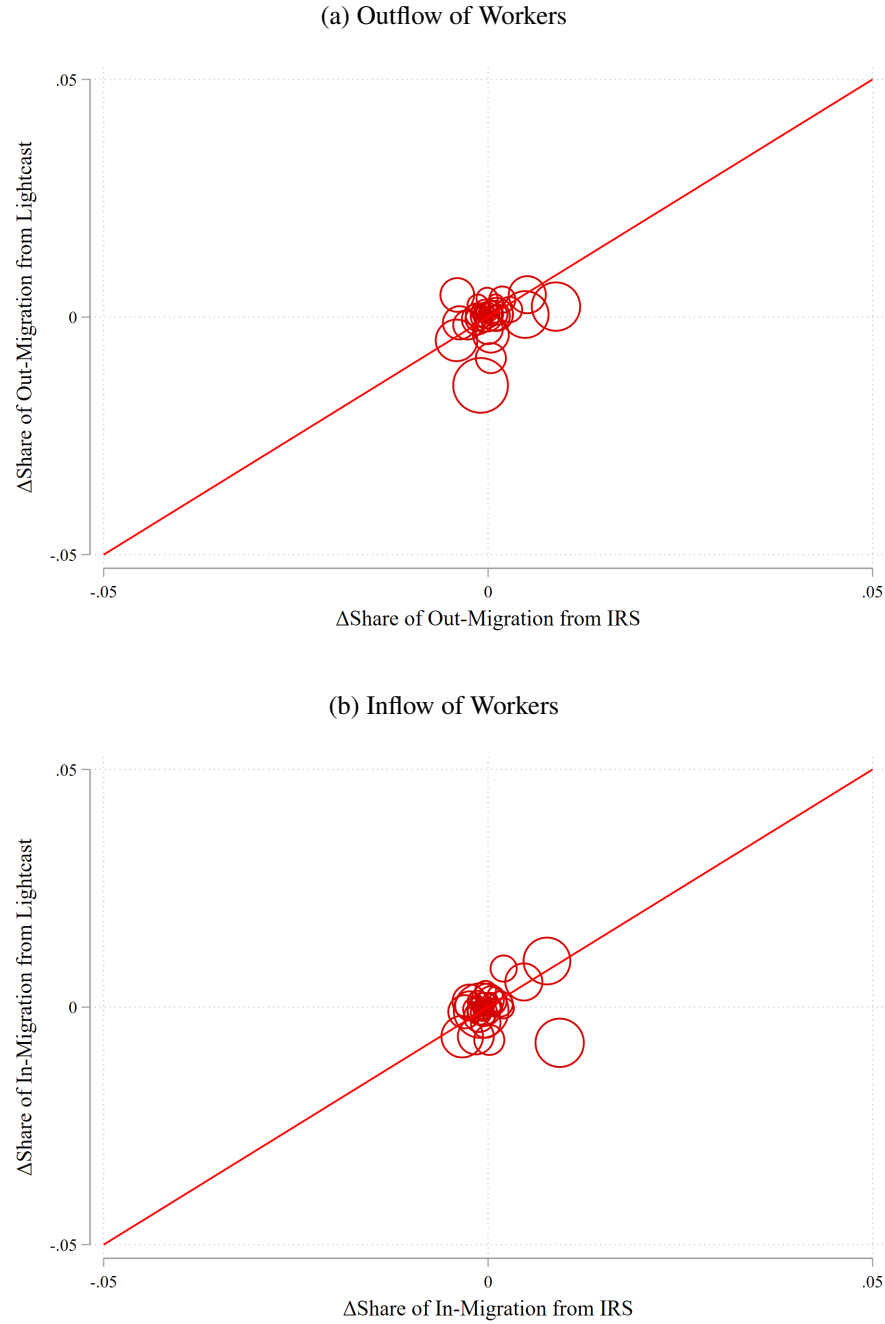 (a) Outflow of Workers
.05
0
-.05
ΔShare of Out-Migration from Lightcast
-.05
0
.05
ΔShare of Out-Migration from IRS
(b) Inflow of Workers
.05
0
-.05
ΔShare of In-Migration from Lightcast
-.05
0
.05
ΔShare of In-Migration from IRS